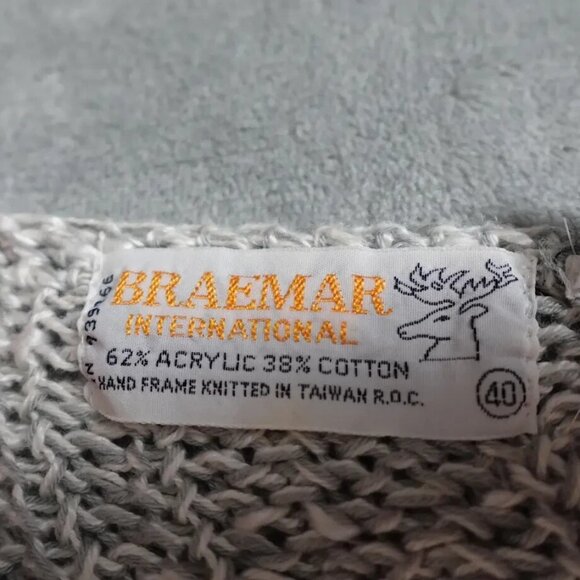 BRAEMAR
INTERNATIONAL
62% ACRYLIC 38% COTTON
HAND FRAME KNITTED IN TAIWAN R.O.C.
40